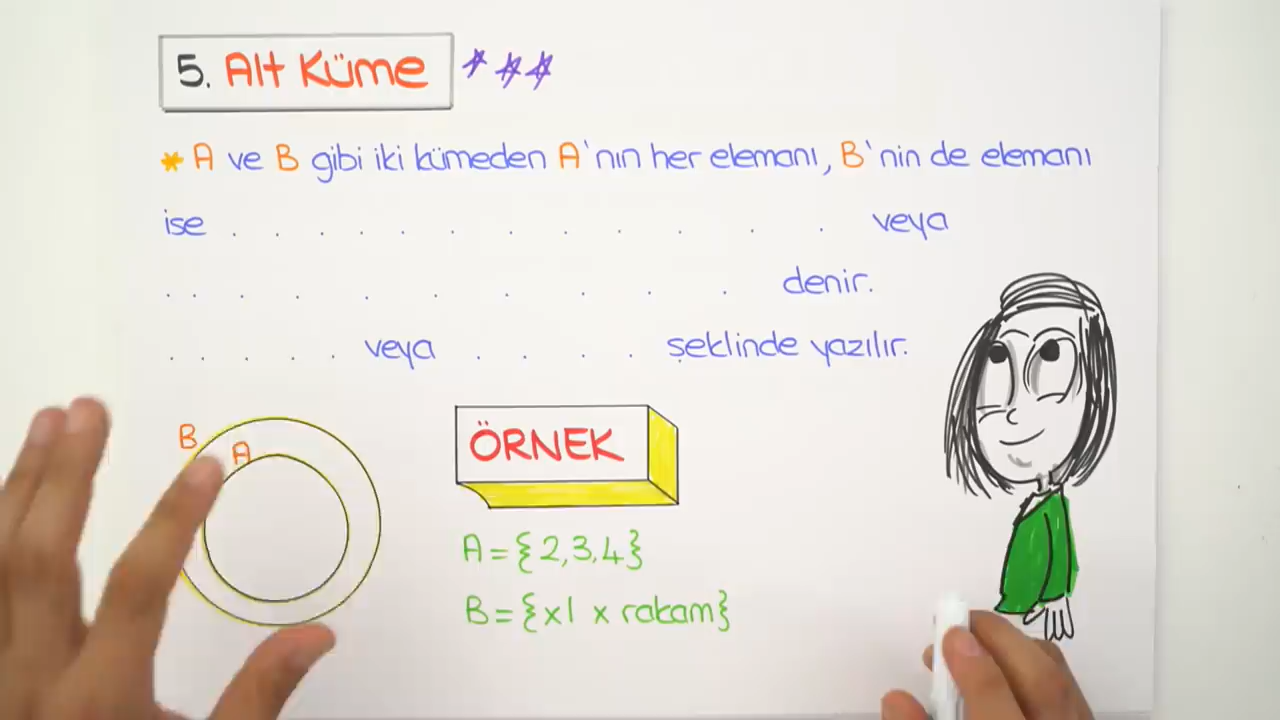 5. Alt Küme
* A ve B gibi iki kümeden A'nın her elemanı, B'nin de elemanı
ise . . . . . . . . . . . veya
. . . . . . . . . . denir.
. . . . . veya . . . . şeklinde yazılır.
B
A
ÖRNEK
A = {2,3,4}
B = {x| x rakam}